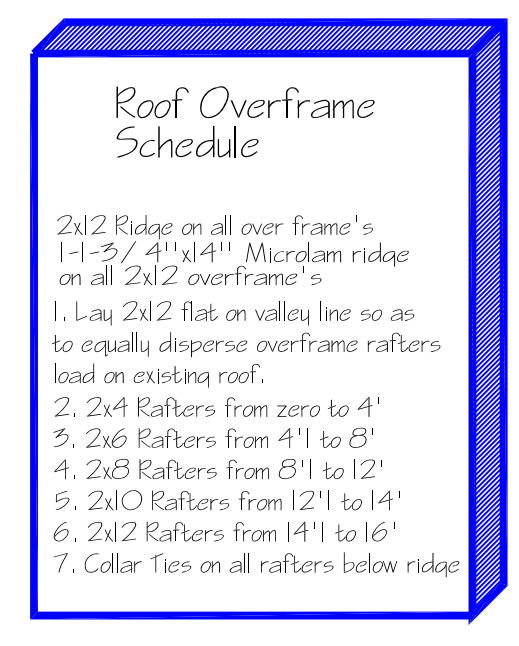 Roof Overframe
Schedule
2x12 Ridge on all over frame's
1-1-3/ 4''x14'' Microlam ridge
on all 2x12 overframe's
1. Lay 2x12 flat on valley line so as
to equally disperse overframe rafters
load on existing roof.
2. 2x4 Rafters from zero to 4'
3. 2x6 Rafters from 4'1 to 8'
4. 2x8 Rafters from 8'1 to 12'
5. 2x10 Rafters from 12'1 to 14'
6. 2x12 Rafters from 14'1 to 16'
7. Collar Ties on all rafters below ridge